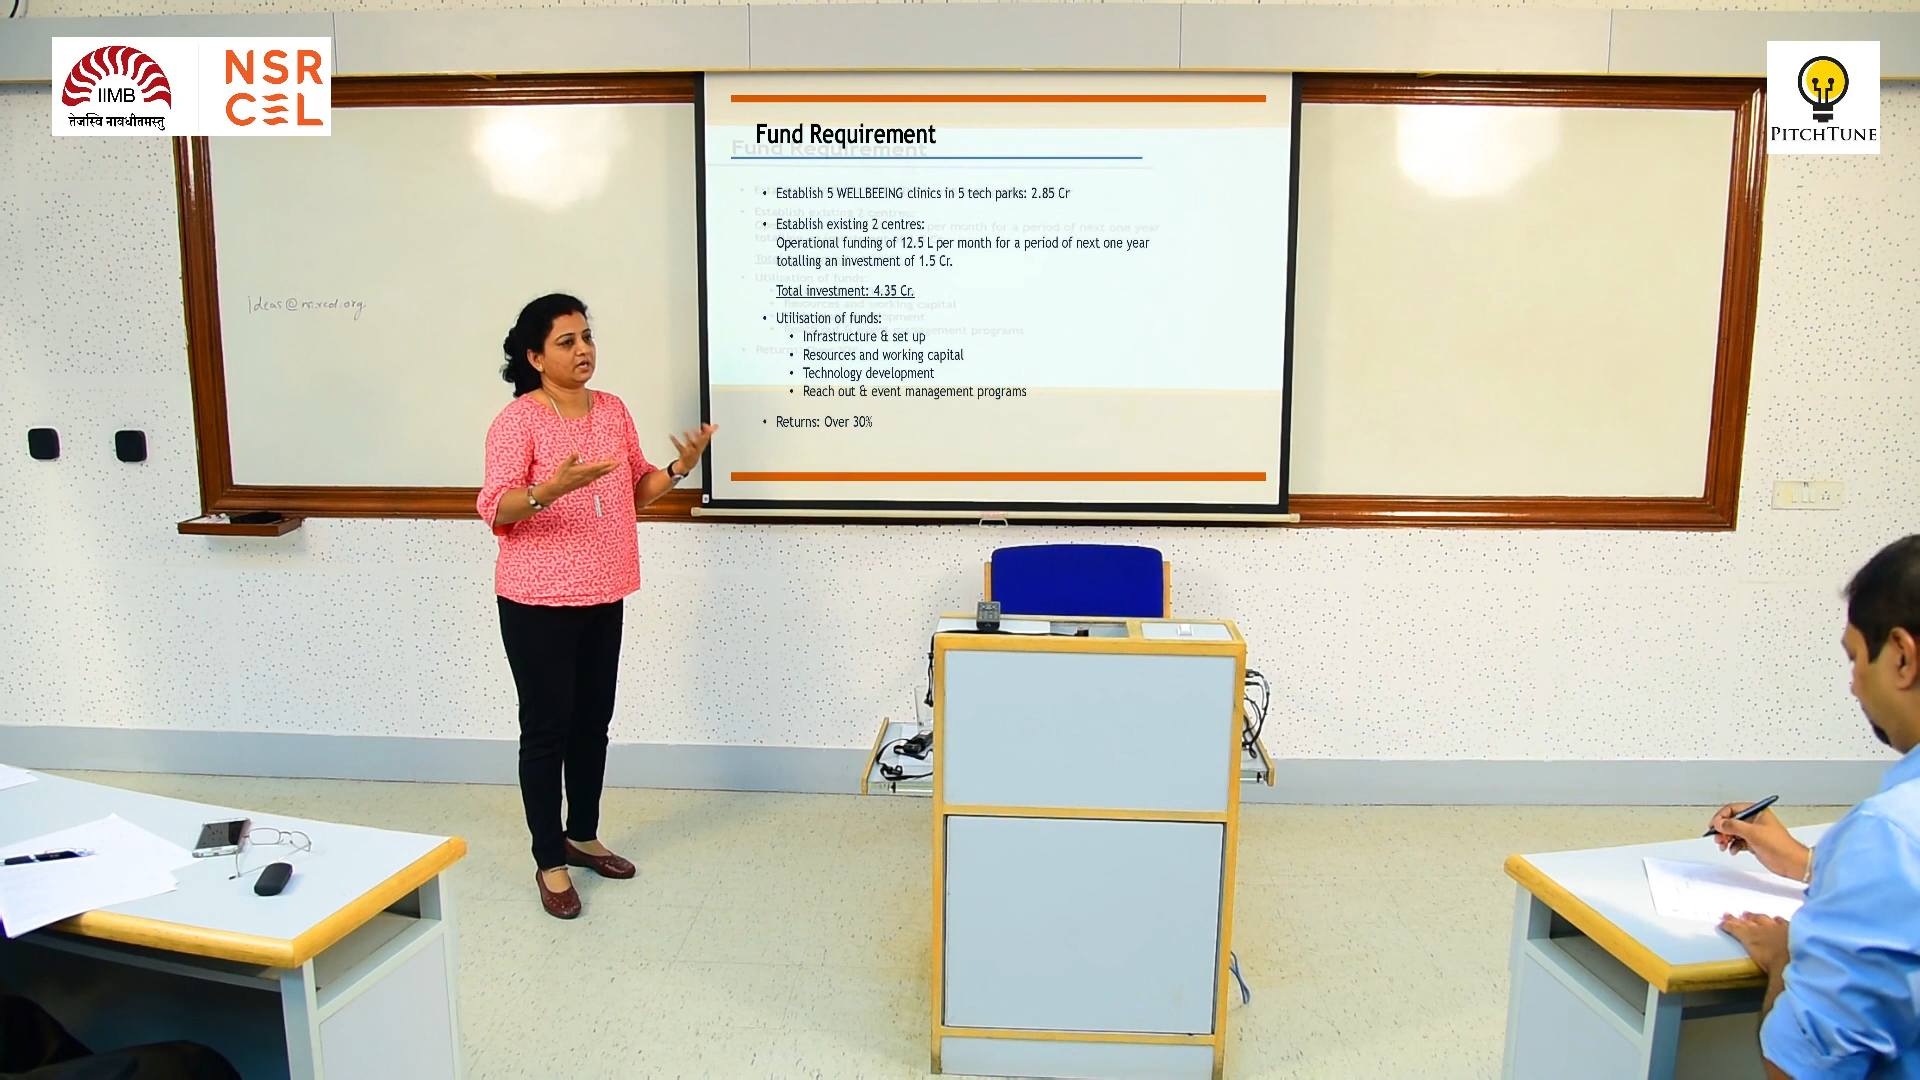 IIMB
तेजस्वि नावधीतमस्तु
NSR
CEL
PITCHTUNE
Fund Requirement
• Establish 5 WELLBEEING clinics in 5 tech parks: 2.85 Cr
• Establish existing 2 centres:
Operational funding of 12.5 L per month for a period of next one year
totalling an investment of 1.5 Cr.
Total investment: 4.35 Cr.
• Utilisation of funds:
• Infrastructure & set up
• Resources and working capital
• Technology development
• Reach out & event management programs
• Returns: Over 30%